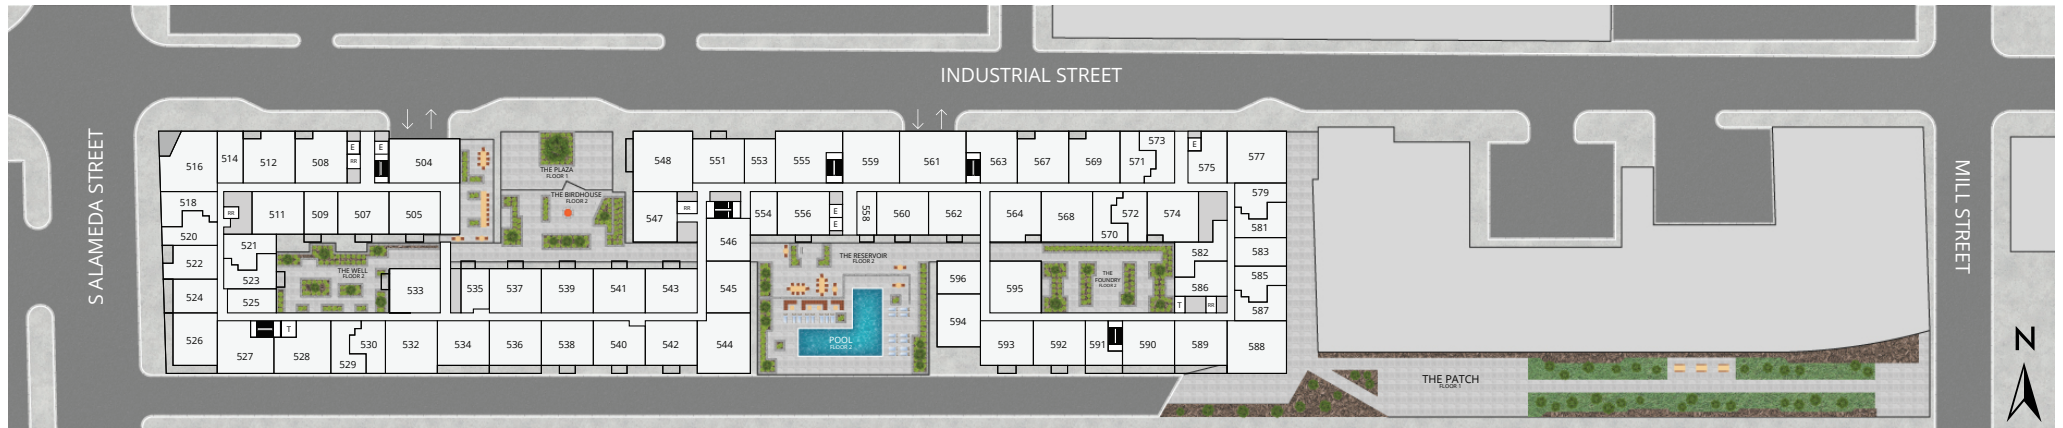 INDUSTRIAL STREET
S ALAMEDA STREET
MILL STREET
516
514
512
508
E
RR
E
504
THE PLAZA
FLOOR 1
548
551
553
555
559
561
563
567
569
571
573
E
575
577
518
520
RR
511
509
507
505
THE BIRDHOUSE
FLOOR 2
547
RR
554
556
E
E
558
560
562
564
568
570
572
574
579
581
522
521
523
THE WELL
FLOOR 2
546
THE RESERVOIR
FLOOR 2
582
583
524
525
533
535
537
539
541
543
545
596
595
THE
FOUNDRY
FLOOR 2
586
T
RR
585
587
526
527
T
528
529
530
532
534
536
538
540
542
544
POOL
FLOOR 2
594
593
592
591
590
589
588
THE PATCH
FLOOR 1
N